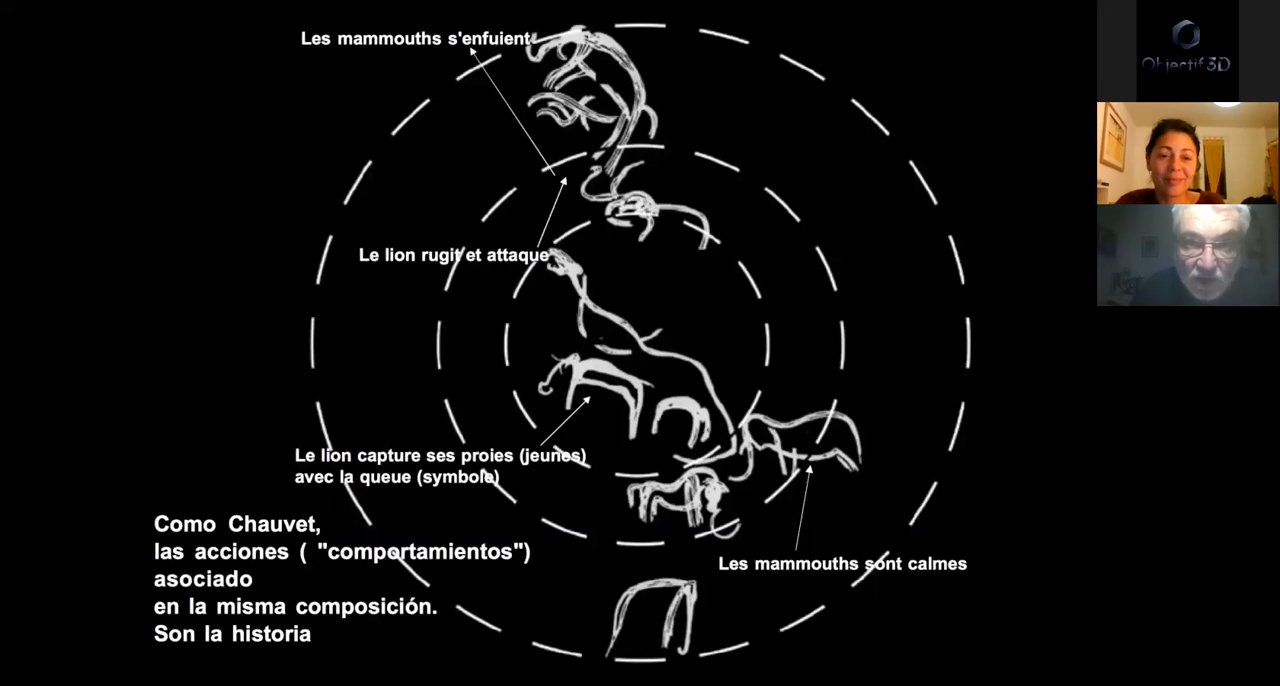 Les mammouths s'enfuient
Objectif 3D
Le lion rugit et attaque
Le lion capture ses proies (jeunes)
avec la queue (symbole)
Como Chauvet,
las acciones ( "comportamientos")
asociado
en la misma composición.
Son la historia
Les mammouths sont calmes